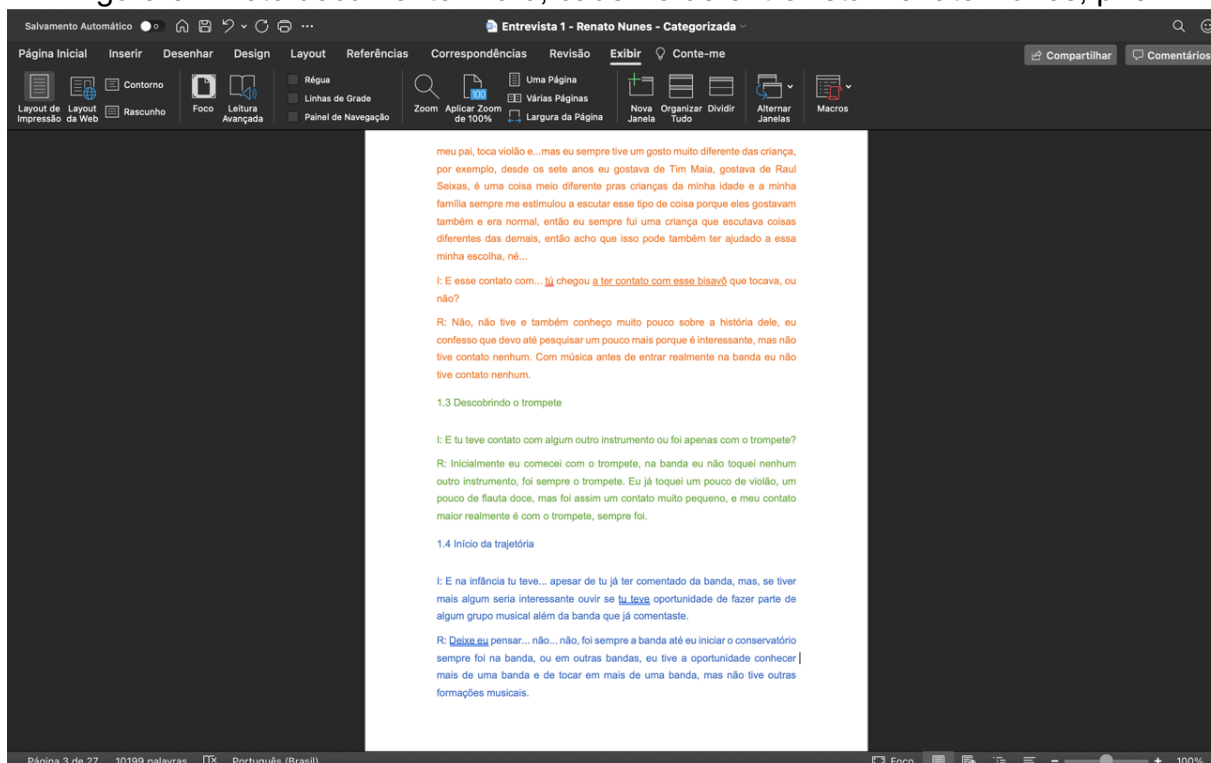 Salvamento Automático
Entrevista 1 - Renato Nunes - Categorizada
Página Inicial Inserir Desenhar Design Layout Referências Correspondências Revisão Exibir Conte-me
Compartilhar Comentários
Contorno
Rascunho
Layout de Impressão
Layout da Web
Foco
Leitura Avançada
Régua
Linhas de Grade
Painel de Navegação
Zoom
Aplicar Zoom de 100%
100
Uma Página
Várias Páginas
Largura da Página
Nova Janela
Organizar Tudo
Dividir
Alternar Janelas
Macros
meu pai, toca violão e...mas eu sempre tive um gosto muito diferente das criança,
por exemplo, desde os sete anos eu gostava de Tim Maia, gostava de Raul
Seixas, é uma coisa meio diferente pras crianças da minha idade e a minha
família sempre me estimulou a escutar esse tipo de coisa porque eles gostavam
também e era normal, então eu sempre fui uma criança que escutava coisas
diferentes das demais, então acho que isso pode também ter ajudado a essa
minha escolha, né...
I: E esse contato com... tú chegou a ter contato com esse bisavô que tocava, ou
não?
R: Não, não tive e também conheço muito pouco sobre a história dele, eu
confesso que devo até pesquisar um pouco mais porque é interessante, mas não
tive contato nenhum. Com música antes de entrar realmente na banda eu não
tive contato nenhum.
1.3 Descobrindo o trompete
I: E tu teve contato com algum outro instrumento ou foi apenas com o trompete?
R: Inicialmente eu comecei com o trompete, na banda eu não toquei nenhum
outro instrumento, foi sempre o trompete. Eu já toquei um pouco de violão, um
pouco de flauta doce, mas foi assim um contato muito pequeno, e meu contato
maior realmente é com o trompete, sempre foi.
1.4 Início da trajetória
I: E na infância tu teve... apesar de tu já ter comentado da banda, mas, se tiver
mais algum seria interessante ouvir se tu teve oportunidade de fazer parte de
algum grupo musical além da banda que já comentaste.
R: Deixe eu pensar... não... não, foi sempre a banda até eu iniciar o conservatório
sempre foi na banda, ou em outras bandas, eu tive a oportunidade conhecer
mais de uma banda e de tocar em mais de uma banda, mas não tive outras
formações musicais.
Página 3 de 27 10199 palavras Português (Brasil) Foco 100%